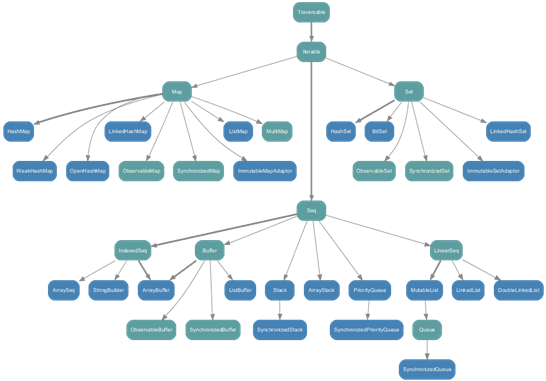 Traversable
Iterable
Map
Set
HashMap
LinkedHashMap
ListMap
MultiMap
HashSet
BitSet
LinkedHashSet
WeakHashMap
OpenHashMap
ObservableMap
SynchronizedMap
ImmutableMapAdaptor
ObservableSet
SynchronizedSet
ImmutableSetAdaptor
Seq
IndexedSeq
Buffer
LinearSeq
ArraySeq
StringBuilder
ArrayBuffer
ListBuffer
Stack
ArrayStack
PriorityQueue
MutableList
LinkedList
DoubleLinkedList
ObservableBuffer
SynchronizedBuffer
SynchronizedStack
SynchronizedPriorityQueue
Queue
SynchronizedQueue